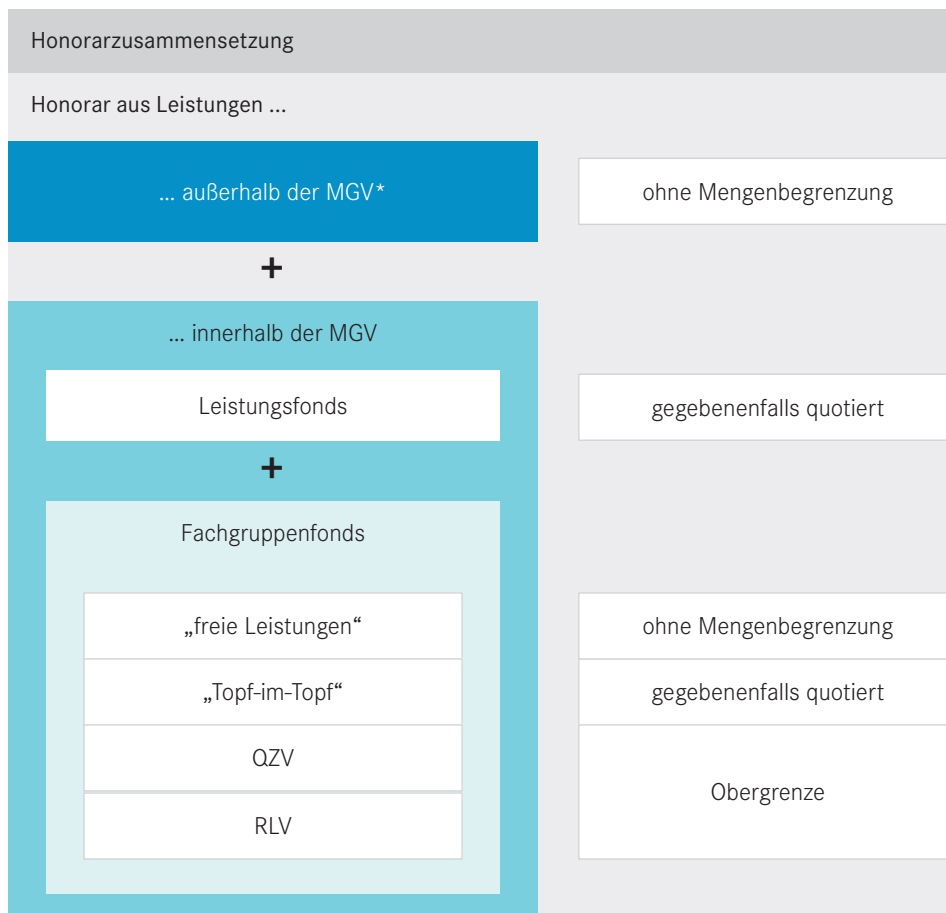 Honorarzusammensetzung
Honorar aus Leistungen ...
... außerhalb der MGV*
ohne Mengenbegrenzung
+
... innerhalb der MGV
Leistungsfonds
gegebenenfalls quotiert
+
Fachgruppenfonds
„freie Leistungen“
ohne Mengenbegrenzung
„Topf-im-Topf“
gegebenenfalls quotiert
QZV
Obergrenze
RLV